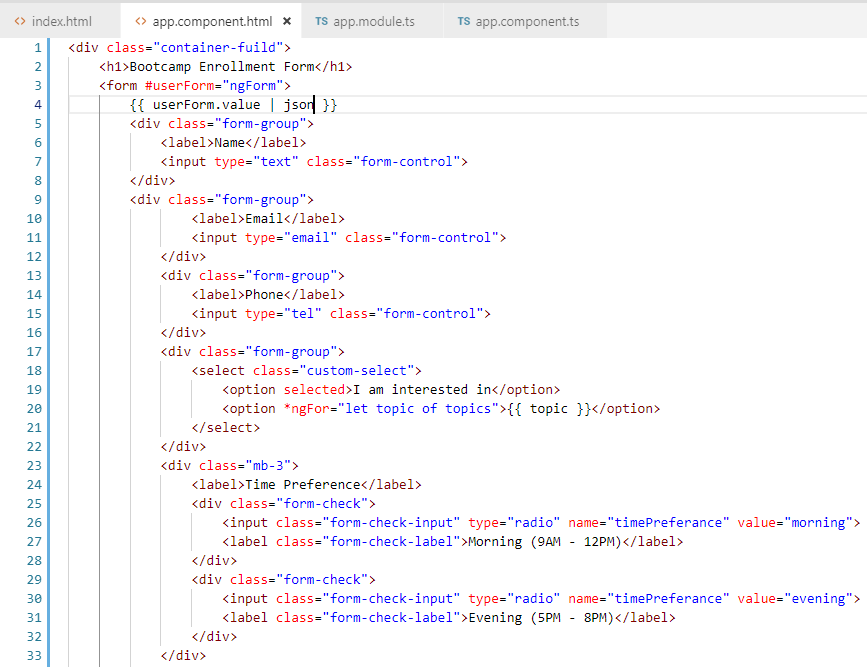 <> index.html <> app.component.html × TS app.module.ts TS app.component.ts
1 <div class="container-fuild">
2 <h1>Bootcamp Enrollment Form</h1>
3 <form #userForm="ngForm">
4 {{ userForm.value | json }}
5 <div class="form-group">
6 <label>Name</label>
7 <input type="text" class="form-control">
8 </div>
9 <div class="form-group">
10 <label>Email</label>
11 <input type="email" class="form-control">
12 </div>
13 <div class="form-group">
14 <label>Phone</label>
15 <input type="tel" class="form-control">
16 </div>
17 <div class="form-group">
18 <select class="custom-select">
19 <option selected>I am interested in</option>
20 <option *ngFor="let topic of topics">{{ topic }}</option>
21 </select>
22 </div>
23 <div class="mb-3">
24 <label>Time Preference</label>
25 <div class="form-check">
26 <input class="form-check-input" type="radio" name="timePreferance" value="morning">
27 <label class="form-check-label">Morning (9AM - 12PM)</label>
28 </div>
29 <div class="form-check">
30 <input class="form-check-input" type="radio" name="timePreferance" value="evening">
31 <label class="form-check-label">Evening (5PM - 8PM)</label>
32 </div>
33 </div>